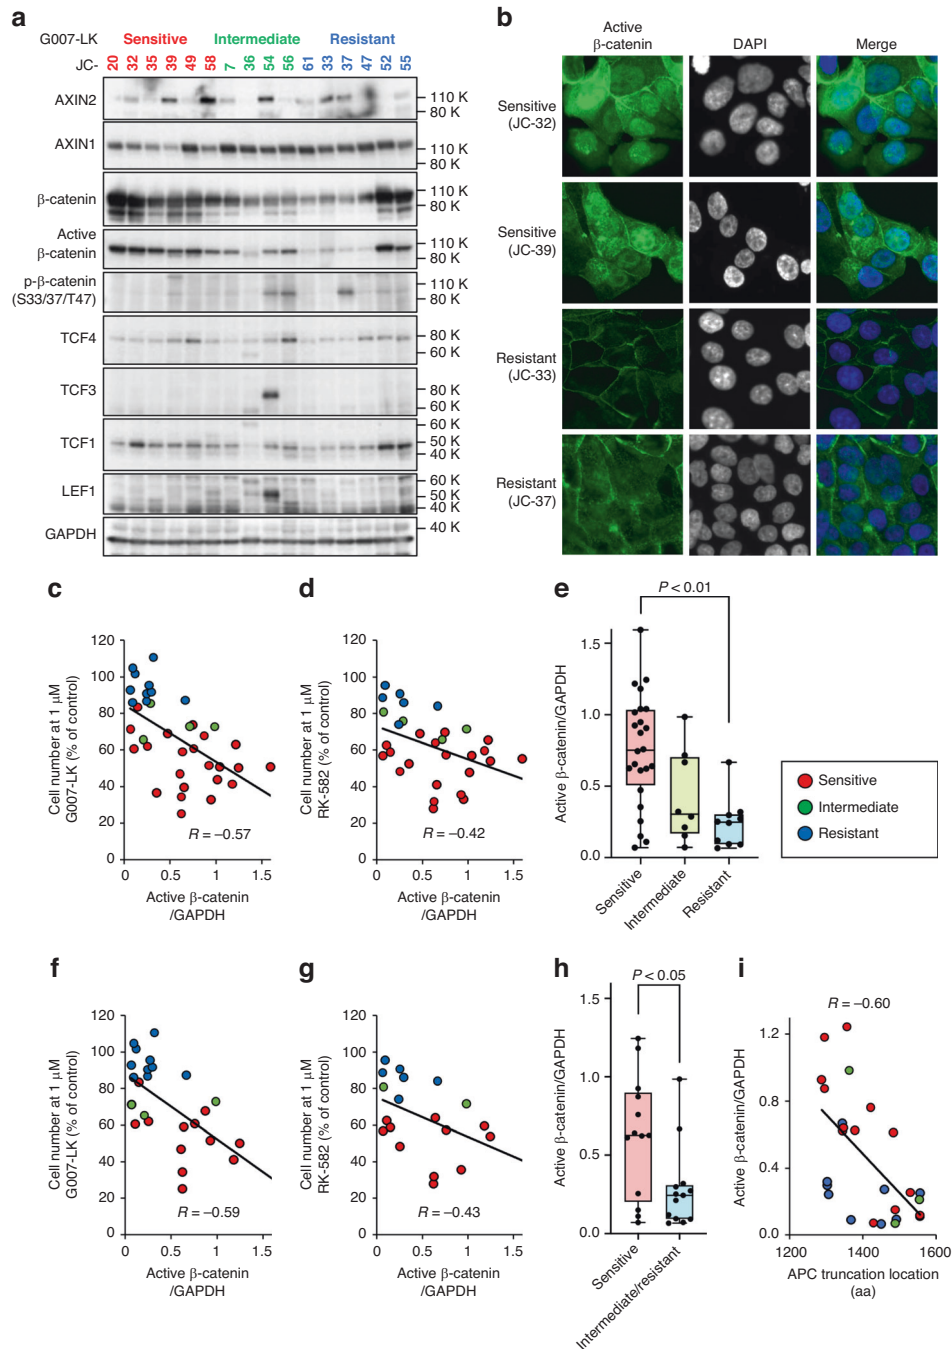 a
G007-LK Sensitive Intermediate Resistant
JC- 20 32 35 39 49 58 7 36 54 56 61 33 37 47 52 55
AXIN2 110 K
80 K
AXIN1 110 K
80 K
β-catenin 110 K
80 K
Active
β-catenin 110 K
80 K
p-β-catenin
(S33/37/T47) 110 K
80 K
TCF4 80 K
60 K
TCF3 80 K
60 K
TCF1 60 K
50 K
40 K
LEF1 60 K
50 K
40 K
GAPDH 40 K
b
Active
β-catenin DAPI Merge
Sensitive
(JC-32)
Sensitive
(JC-39)
Resistant
(JC-33)
Resistant
(JC-37)
c
Cell number at 1 μM
G007-LK (% of control)
120
100
80
60
40
20
0
R = –0.57
0 0.5 1 1.5
Active β-catenin
/GAPDH
d
Cell number at 1 μM
RK-582 (% of control)
120
100
80
60
40
20
0
R = –0.42
0 0.5 1 1.5
Active β-catenin
/GAPDH
e
P < 0.01
Active β-catenin/GAPDH
1.5
1.0
0.5
0.0
Sensitive
Intermediate
Resistant
Sensitive
Intermediate
Resistant
f
Cell number at 1 μM
G007-LK (% of control)
120
100
80
60
40
20
0
R = –0.59
0 0.5 1 1.5
Active β-catenin
/GAPDH
g
Cell number at 1 μM
RK-582 (% of control)
120
100
80
60
40
20
0
R = –0.43
0 0.5 1 1.5
Active β-catenin
/GAPDH
h
P < 0.05
Active β-catenin/GAPDH
1.5
1.0
0.5
0.0
Sensitive
Intermediate/resistant
i
R = –0.60
Active β-catenin/GAPDH
1.2
0.8
0.4
0.0
1200 1400 1600
APC truncation location
(aa)